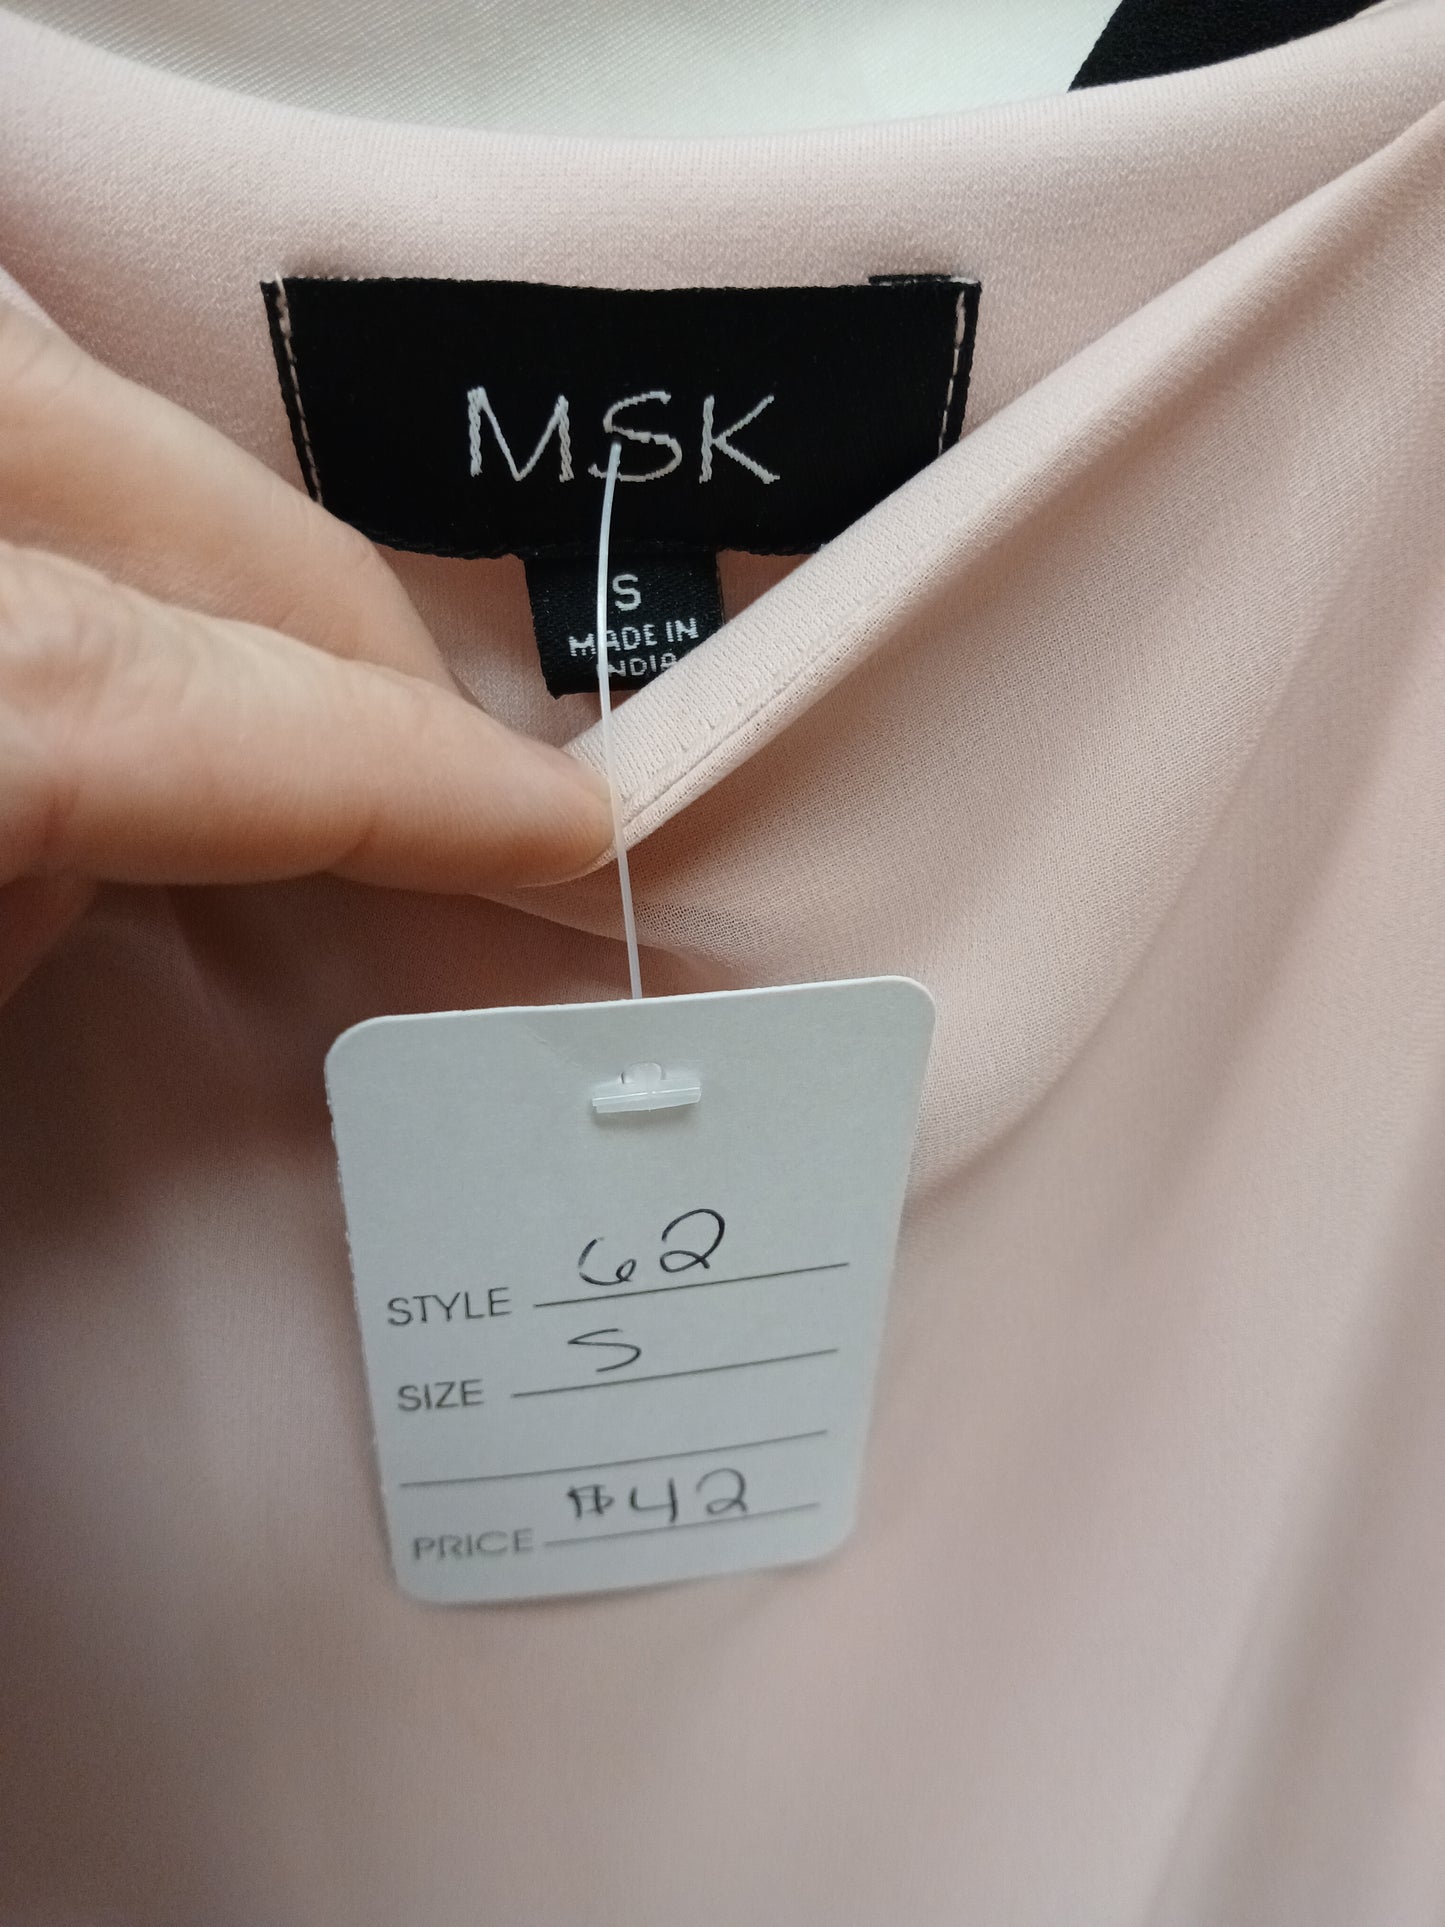 MSK
S
MADE IN
INDIA
STYLE 62
SIZE S
PRICE $42